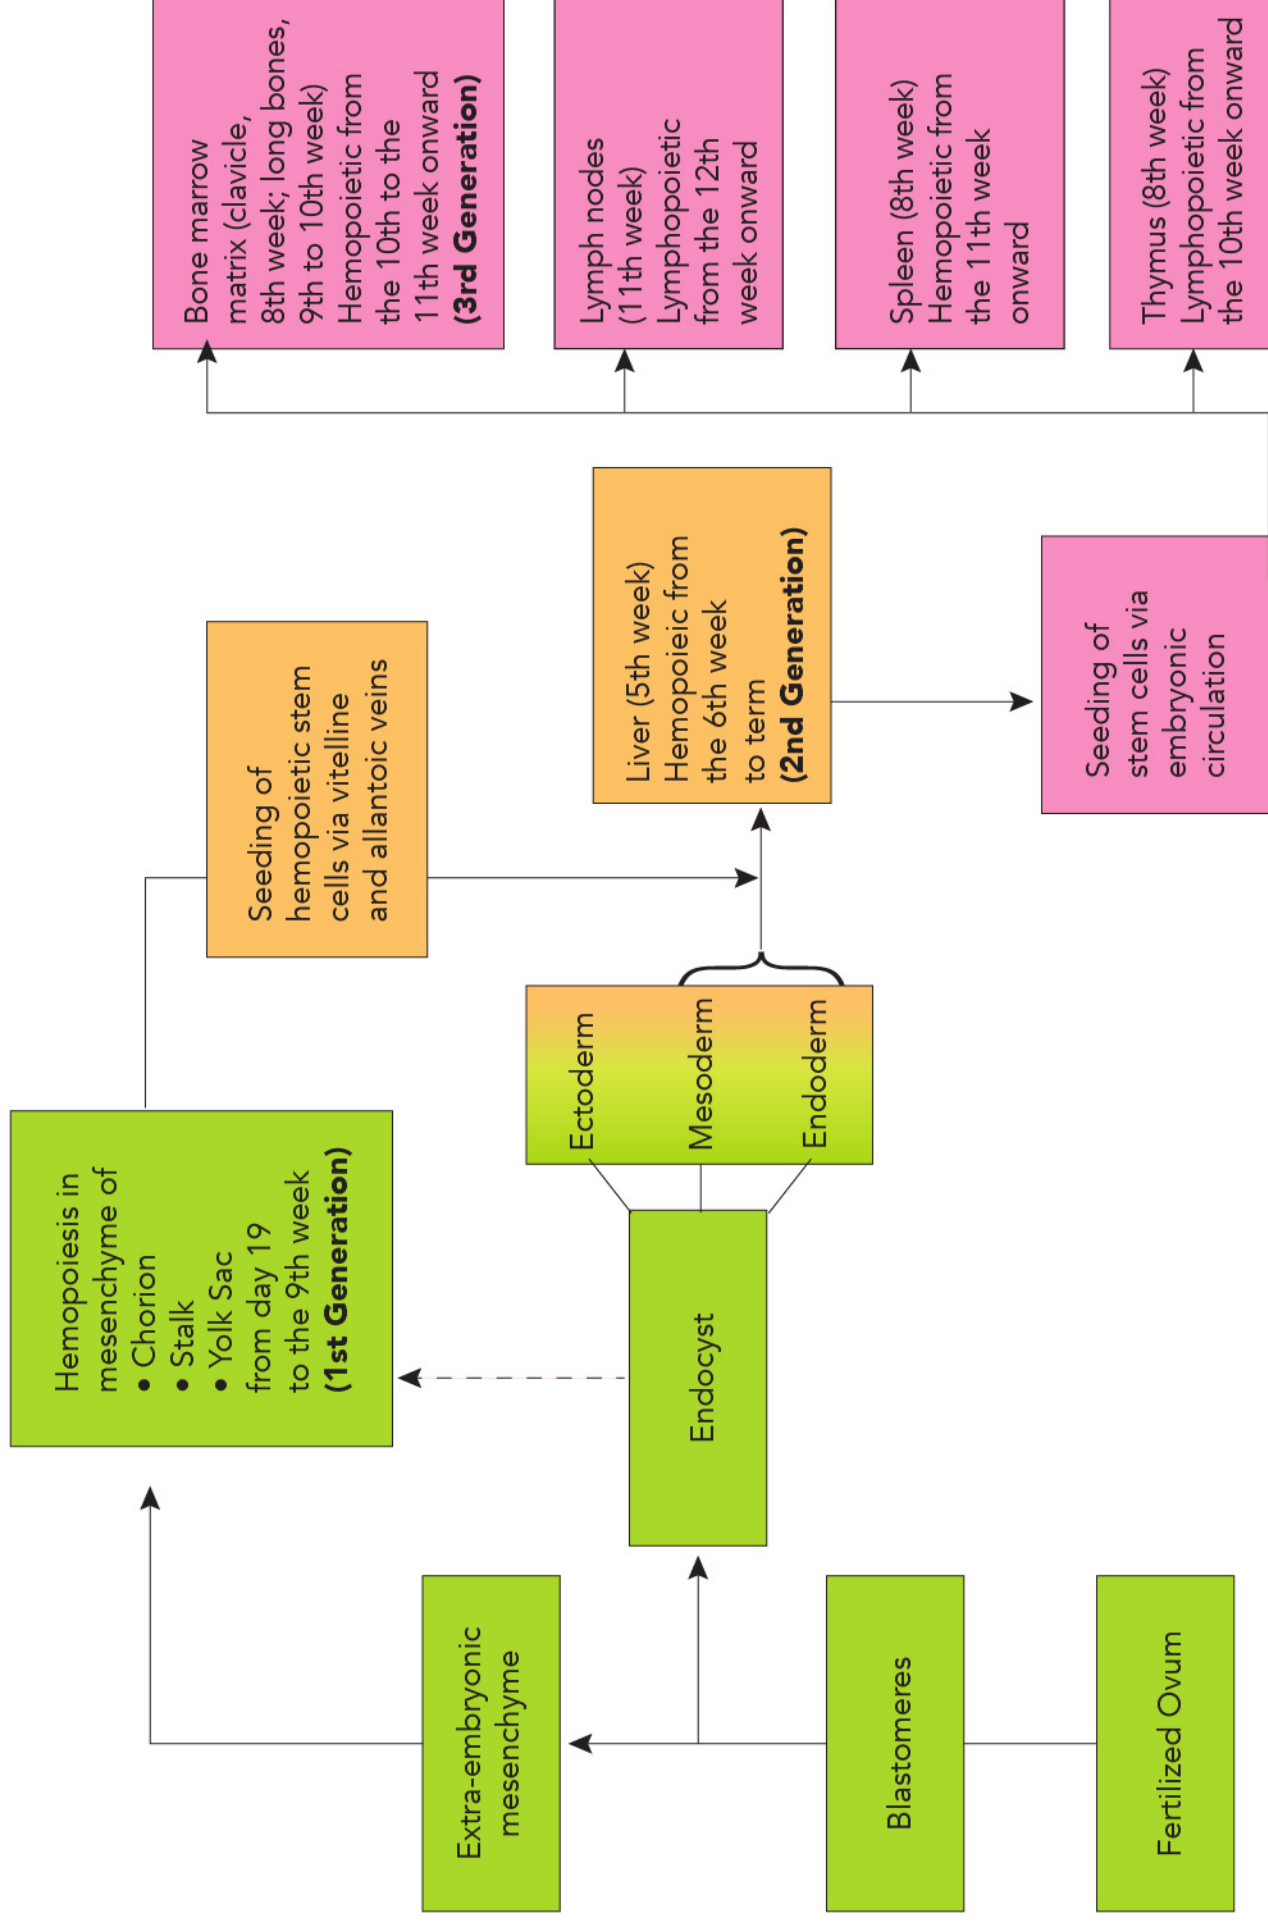 Hemopoiesis in
mesenchyme of
• Chorion
• Stalk
• Yolk Sac
from day 19
to the 9th week
(1st Generation)
Extra-embryonic
mesenchyme
Blastomeres
Fertilized Ovum
Endocyst
Ectoderm
Mesoderm
Endoderm
Seeding of
hemopoietic stem
cells via vitelline
and allantoic veins
Liver (5th week)
Hemopoieic from
the 6th week
to term
(2nd Generation)
Seeding of
stem cells via
embryonic
circulation
Bone marrow
matrix (clavicle,
8th week; long bones,
9th to 10th week)
Hemopoietic from
the 10th to the
11th week onward
(3rd Generation)
Lymph nodes
(11th week)
Lymphopoietic
from the 12th
week onward
Spleen (8th week)
Hemopoietic from
the 11th week
onward
Thymus (8th week)
Lymphopoietic from
the 10th week onward